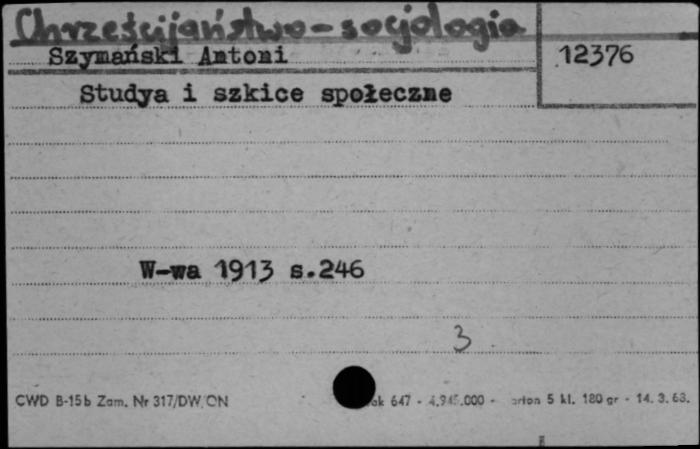 Chrześcijaństwo-socjologia
Szymański Antoni
12376
Studya i szkice społeczne
W-wa 1913 s.246
3
CWD B-15b Zam. Nr 317/DW/ON 647 - 5 kl. 180 gr - 14. 3. 63.